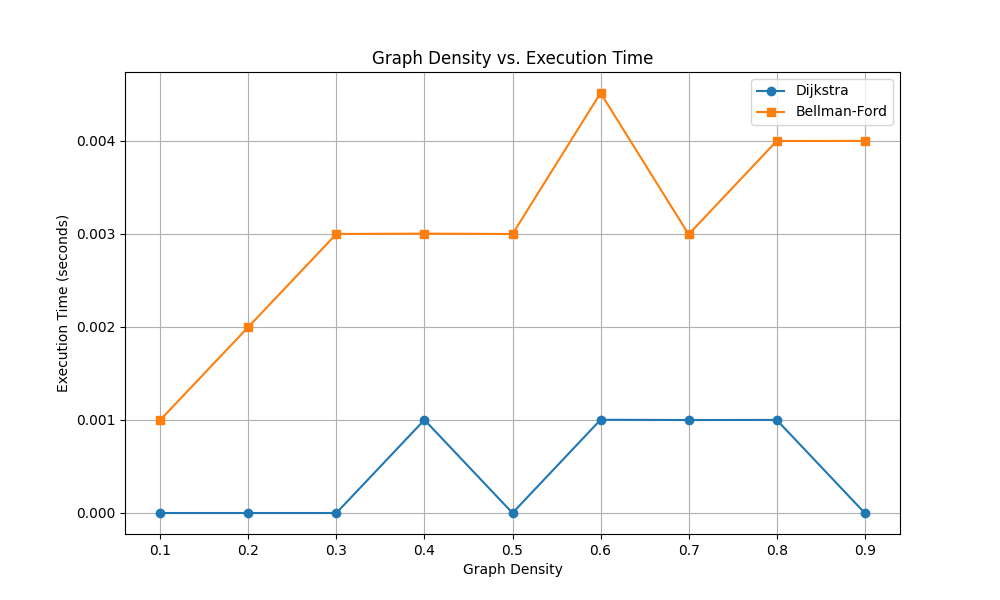 Graph Density vs. Execution Time
Dijkstra
Bellman-Ford
Execution Time (seconds)
0.004
0.003
0.002
0.001
0.000
0.1 0.2 0.3 0.4 0.5 0.6 0.7 0.8 0.9
Graph Density